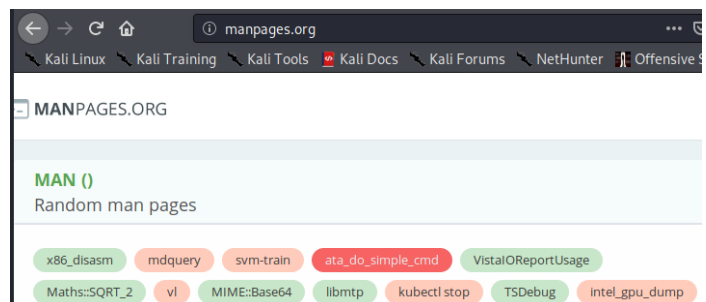 manpages.org
Kali Linux Kali Training Kali Tools Kali Docs Kali Forums NetHunter Offensive S
MANPAGES.ORG
MAN ()
Random man pages
x86_disasm mdquery svm-train ata_do_simple_cmd VistaIOReportUsage
Maths::SQRT_2 vl MIME::Base64 libmtp kubectl stop TSDebug intel_gpu_dump